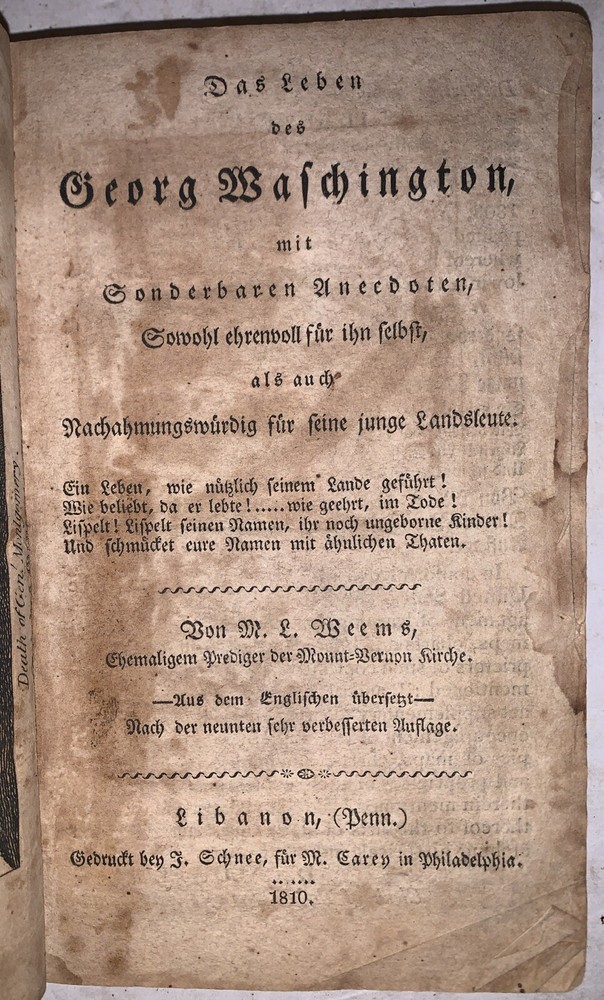 Das Leben
des
Georg Waschington,
mit
Sonderbaren Anecdoten,
Sowohl ehrenvoll für ihn selbst,
als auch
Nachahmungswürdig für seine junge Landsleute.
Ein Leben, wie nützlich seinem Lande geführt!
Wie beliebt, da er lebte!.....wie geehrt, im Tode!
Lispelt! Lispelt seinen Namen, ihr noch ungeborne Kinder!
Und schmücket eure Namen mit ähnlichen Thaten.
Von M. L. Weems,
Ehemaligem Prediger der Mount-Vernon Kirche.
—Aus dem Englischen übersetzt—
Nach der neunten sehr verbesserten Auflage.
Libanon, (Penn.)
Gedruckt bey J. Schnee, für M. Carey in Philadelphia.
1810.
Death of Gen! Montgomery.